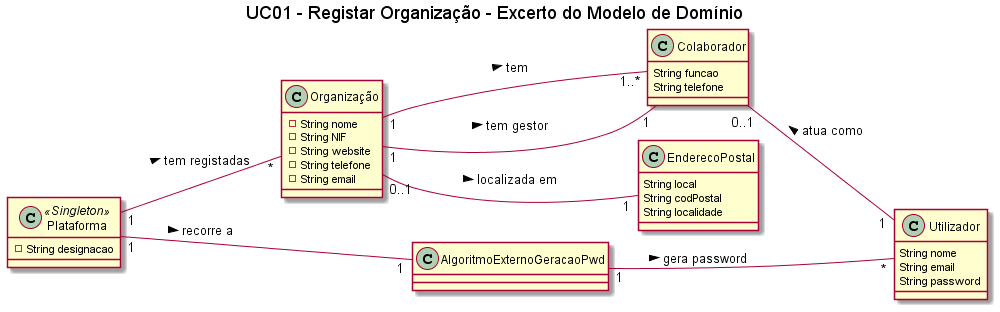 UC01 - Registar Organização - Excerto do Modelo de Domínio
C Colaborador
String funcao
String telefone
C Organização
String nome
String NIF
String website
String telefone
String email
tem
1
1..*
tem gestor
1
1
0..1
atua como
1
C EnderecoPostal
String local
String codPostal
String localidade
localizada em
0..1
1
tem registadas
1
*
C «Singleton»
Plataforma
String designacao
recorre a
1
1
C AlgoritmoExternoGeracaoPwd
gera password
1
*
C Utilizador
String nome
String email
String password